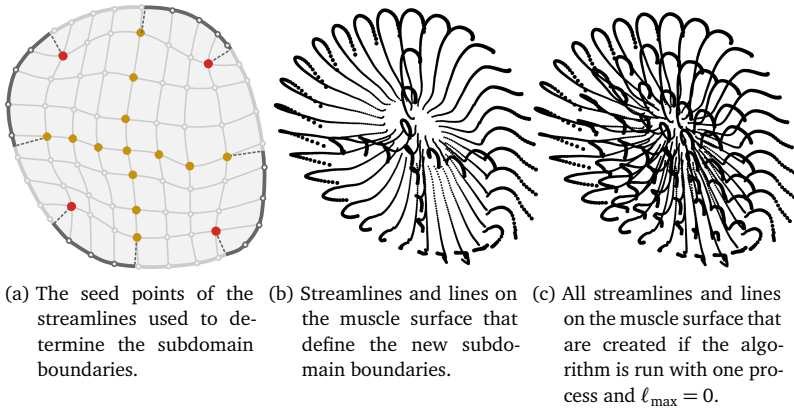 (a) The seed points of the
streamlines used to de-
termine the subdomain
boundaries.
(b) Streamlines and lines on
the muscle surface that
define the new subdo-
main boundaries.
(c) All streamlines and lines
on the muscle surface that
are created if the algo-
rithm is run with one pro-
cess and ℓmax = 0.